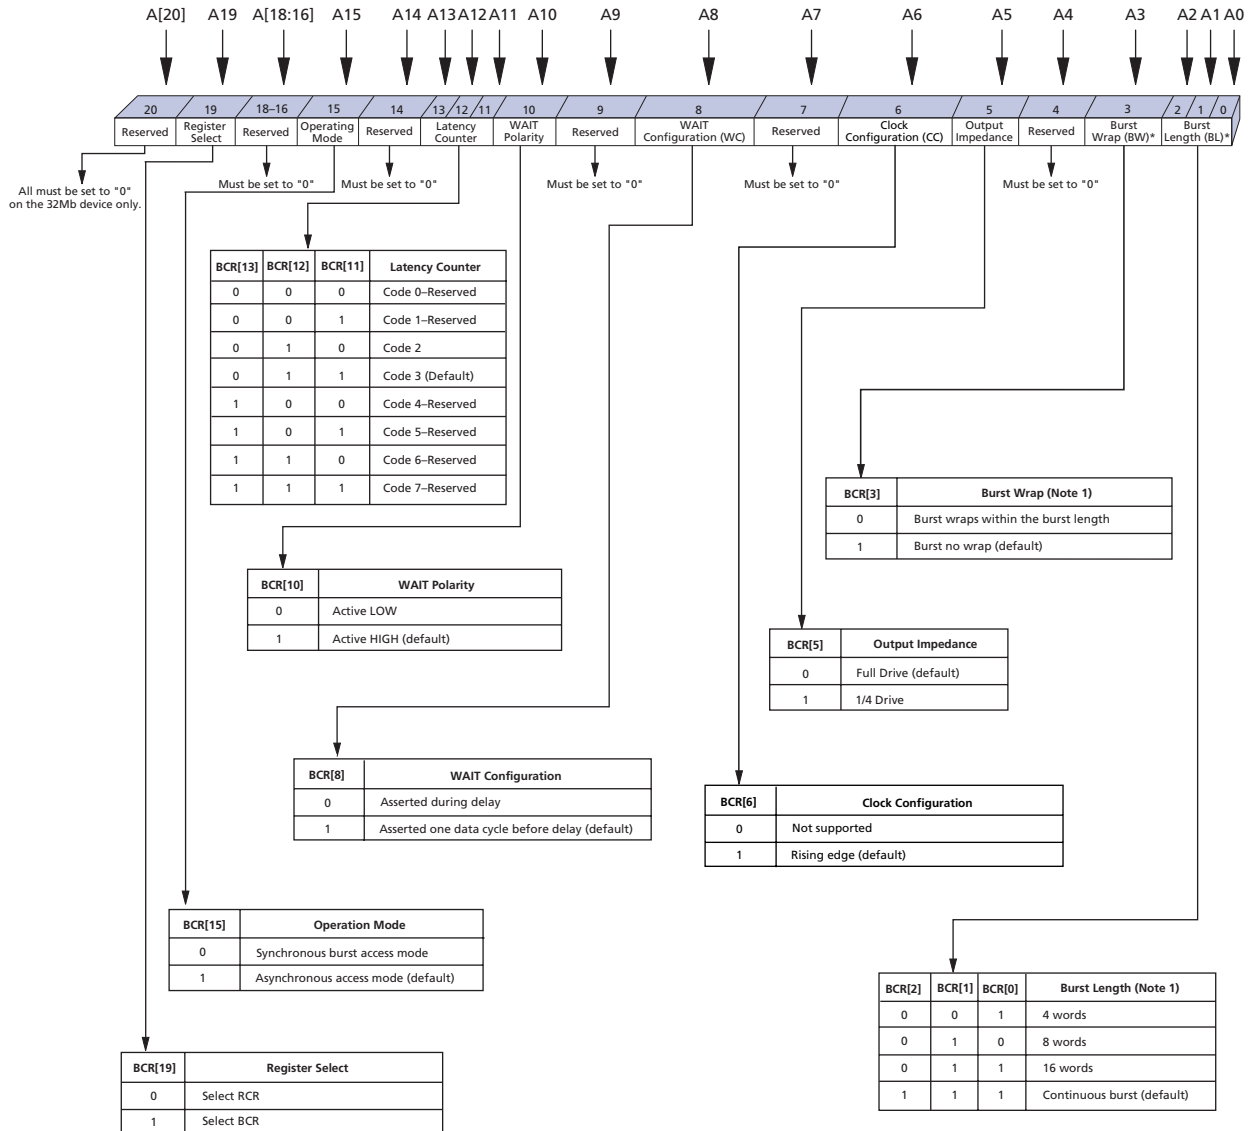 A[20] A19 A[18:16] A15 A14 A13 A12 A11 A10 A9 A8 A7 A6 A5 A4 A3 A2 A1 A0
20 19 18–16 15 14 13 12 11 10 9 8 7 6 5 4 3 2 1 0
Reserved
Register
Select
Reserved
Operating
Mode
Reserved
Latency
Counter
WAIT
Polarity
Reserved
WAIT
Configuration (WC)
Reserved
Clock
Configuration (CC)
Output
Impedance
Reserved
Burst
Wrap (BW)*
Burst
Length (BL)*
All must be set to "0"
on the 32Mb device only.
Must be set to "0"
Must be set to "0"
Must be set to "0"
Must be set to "0"
Must be set to "0"
BCR[13] BCR[12] BCR[11] Latency Counter
0 0 0 Code 0–Reserved
0 0 1 Code 1–Reserved
0 1 0 Code 2
0 1 1 Code 3 (Default)
1 0 0 Code 4–Reserved
1 0 1 Code 5–Reserved
1 1 0 Code 6–Reserved
1 1 1 Code 7–Reserved
BCR[3] Burst Wrap (Note 1)
0 Burst wraps within the burst length
1 Burst no wrap (default)
BCR[10] WAIT Polarity
0 Active LOW
1 Active HIGH (default)
BCR[5] Output Impedance
0 Full Drive (default)
1 1/4 Drive
BCR[8] WAIT Configuration
0 Asserted during delay
1 Asserted one data cycle before delay (default)
BCR[6] Clock Configuration
0 Not supported
1 Rising edge (default)
BCR[15] Operation Mode
0 Synchronous burst access mode
1 Asynchronous access mode (default)
BCR[2] BCR[1] BCR[0] Burst Length (Note 1)
0 0 1 4 words
0 1 0 8 words
0 1 1 16 words
1 1 1 Continuous burst (default)
BCR[19] Register Select
0 Select RCR
1 Select BCR